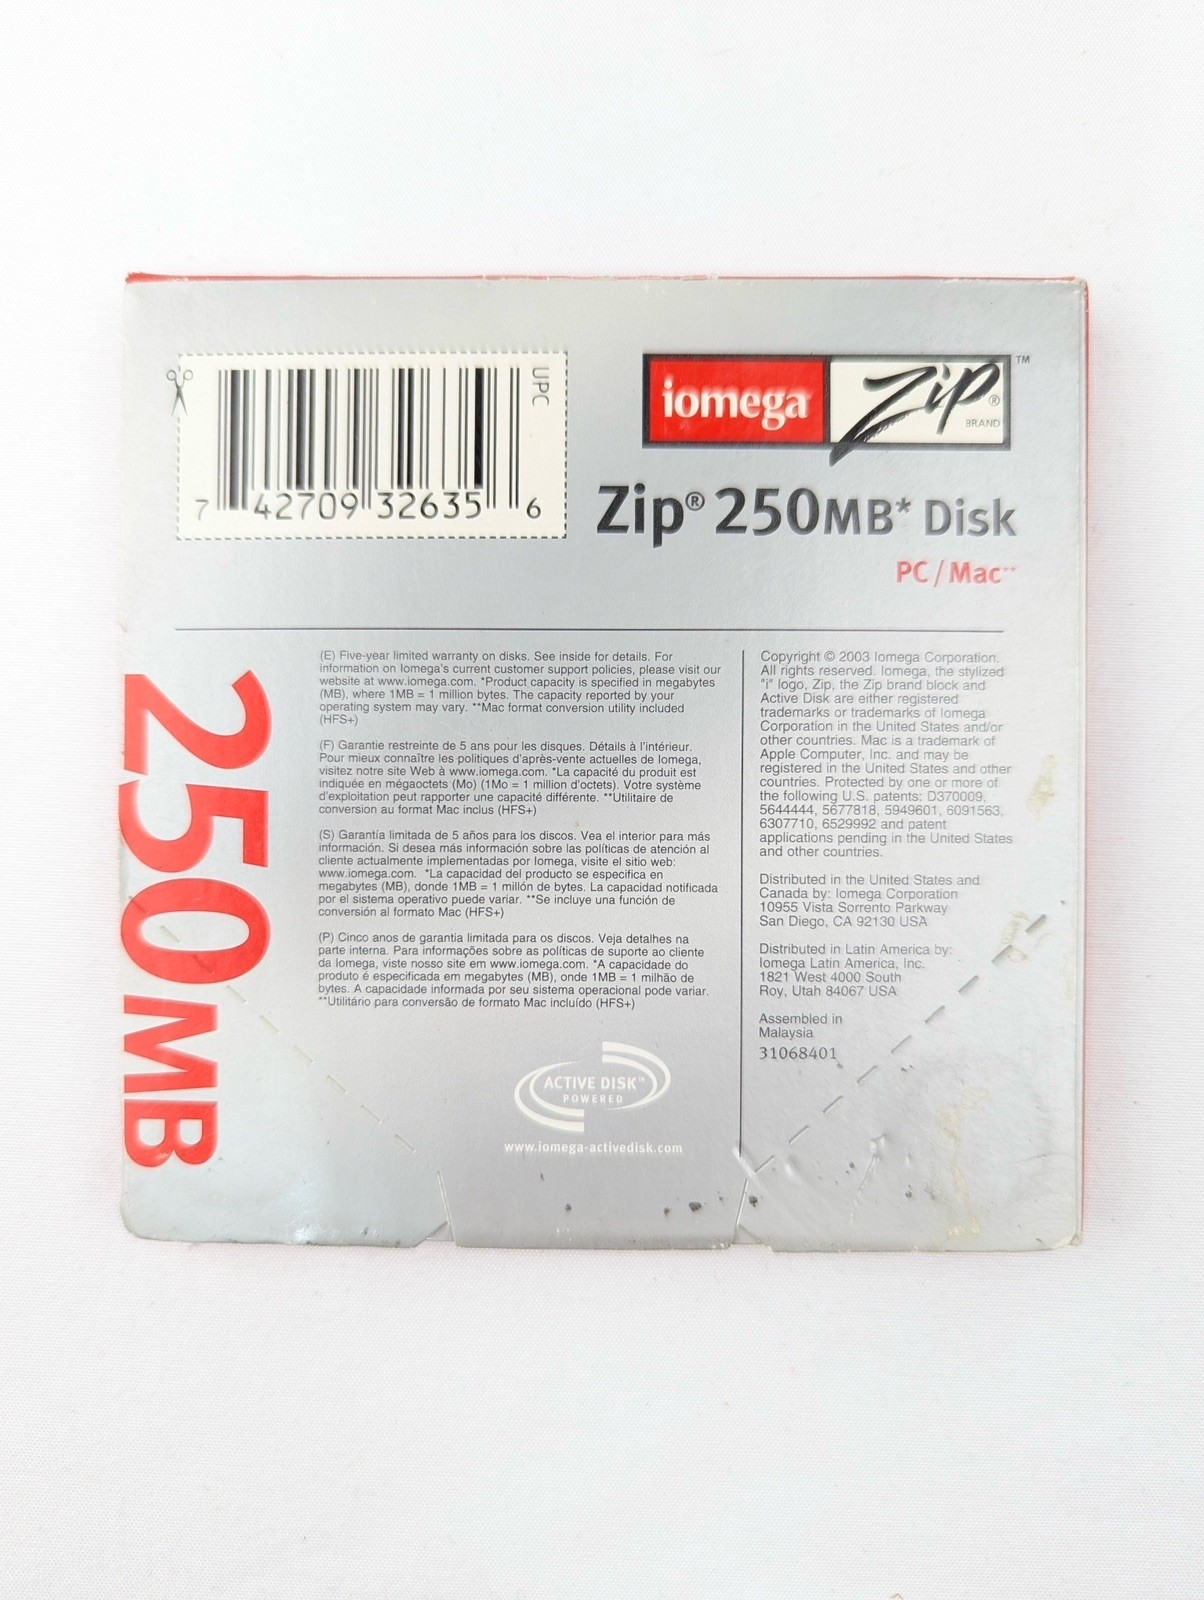 UPC
7 42709 32635 6
iomega Zip® BRAND ™
Zip® 250MB* Disk
PC/Mac**
250MB
(E) Five-year limited warranty on disks. See inside for details. For
information on Iomega's current customer support policies, please visit our
website at www.iomega.com. *Product capacity is specified in megabytes
(MB), where 1MB = 1 million bytes. The capacity reported by your
operating system may vary. **Mac format conversion utility included
(HFS+)
(F) Garantie restreinte de 5 ans pour les disques. Détails à l'intérieur.
Pour mieux connaître les politiques d'après-vente actuelles de Iomega,
visitez notre site Web à www.iomega.com. *La capacité du produit est
indiquée en mégaoctets (Mo) (1Mo = 1 million d'octets). Votre système
d'exploitation peut rapporter une capacité différente. **Utilitaire de
conversion au format Mac inclus (HFS+)
(S) Garantía limitada de 5 años para los discos. Vea el interior para más
información. Si desea más información sobre las políticas de atención al
cliente actualmente implementadas por Iomega, visite el sitio web:
www.iomega.com. *La capacidad del producto se especifica en
megabytes (MB), donde 1MB = 1 millón de bytes. La capacidad notificada
por el sistema operativo puede variar. **Se incluye una función de
conversión al formato Mac (HFS+)
(P) Cinco anos de garantia limitada para os discos. Veja detalhes na
parte interna. Para informações sobre as políticas de suporte ao cliente
da Iomega, viste nosso site em www.iomega.com. *A capacidade do
produto é especificada em megabytes (MB), onde 1MB = 1 milhão de
bytes. A capacidade informada por seu sistema operacional pode variar.
**Utilitário para conversão de formato Mac incluído (HFS+)
ACTIVE DISK™
POWERED
www.iomega-activedisk.com
Copyright © 2003 Iomega Corporation.
All rights reserved. Iomega, the stylized
"i" logo, Zip, the Zip brand block and
Active Disk are either registered
trademarks or trademarks of Iomega
Corporation in the United States and/or
other countries. Mac is a trademark of
Apple Computer, Inc. and may be
registered in the United States and other
countries. Protected by one or more of
the following U.S. patents: D370009,
5644444, 5677818, 5949601, 6091563,
6307710, 6529992 and patent
applications pending in the United States
and other countries.
Distributed in the United States and
Canada by: Iomega Corporation
10955 Vista Sorrento Parkway
San Diego, CA 92130 USA
Distributed in Latin America by:
Iomega Latin America, Inc.
1821 West 4000 South
Roy, Utah 84067 USA
Assembled in
Malaysia
31068401